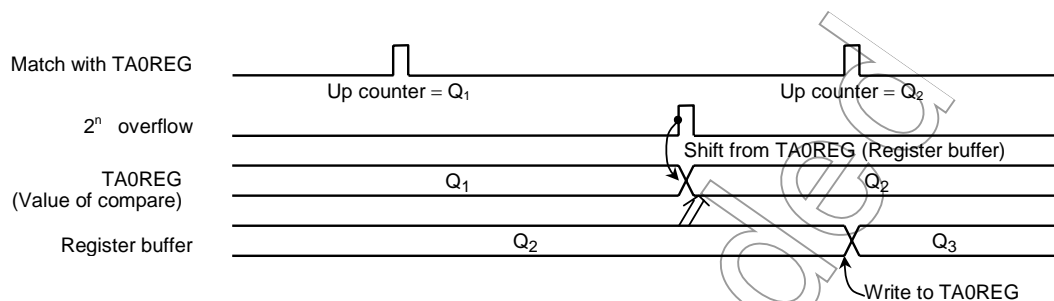 Match with TA0REG
Up counter = Q₁
Up counter = Q₂
2ⁿ overflow
Shift from TA0REG (Register buffer)
TA0REG
(Value of compare)
Q₁
Q₂
Register buffer
Q₂
Q₃
Write to TA0REG